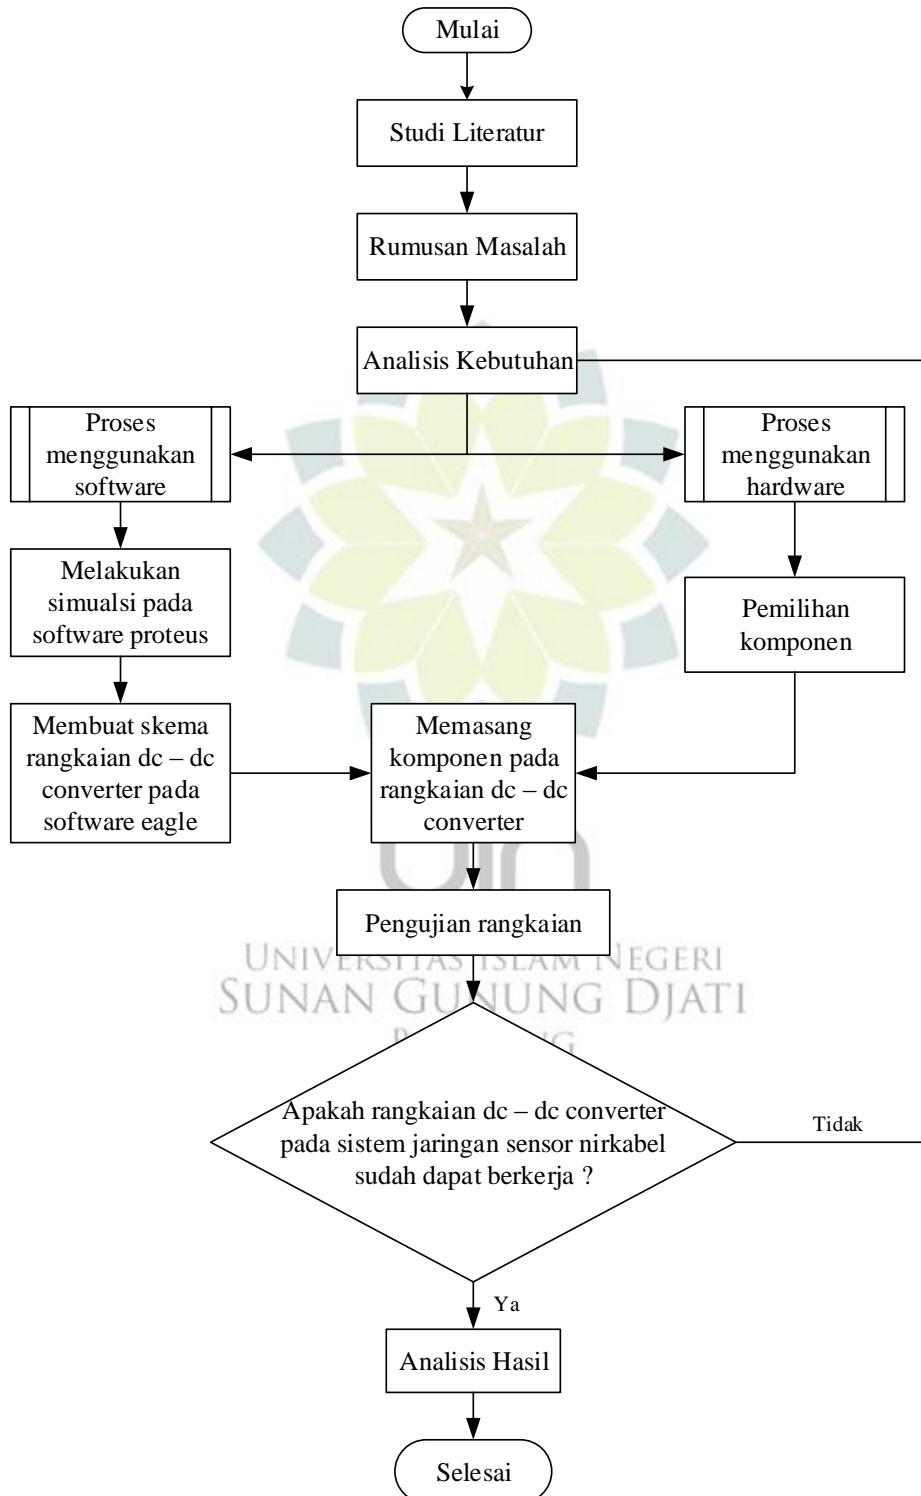 Mulai
Studi Literatur
Rumusan Masalah
Analisis Kebutuhan
Proses
menggunakan
software
Proses
menggunakan
hardware
Melakukan
simualsi pada
software proteus
Pemilihan
komponen
Membuat skema
rangkaian dc – dc
converter pada
software eagle
Memasang
komponen pada
rangkaian dc – dc
converter
uin
Pengujian rangkaian
UNIVERSITAS ISLAM NEGERI
SUNAN GUNUNG DJATI
Apakah rangkaian dc – dc converter
pada sistem jaringan sensor nirkabel
sudah dapat berkerja ?
Tidak
Ya
Analisis Hasil
Selesai